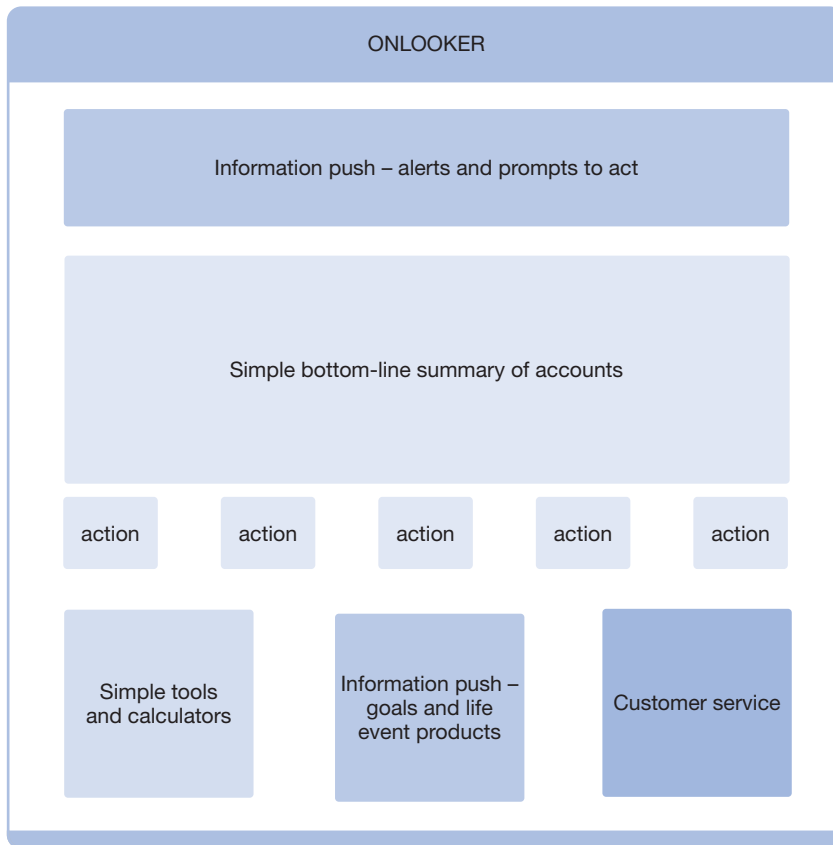 ONLOOKER
Information push – alerts and prompts to act
Simple bottom-line summary of accounts
action
action
action
action
action
Simple tools
and calculators
Information push –
goals and life
event products
Customer service